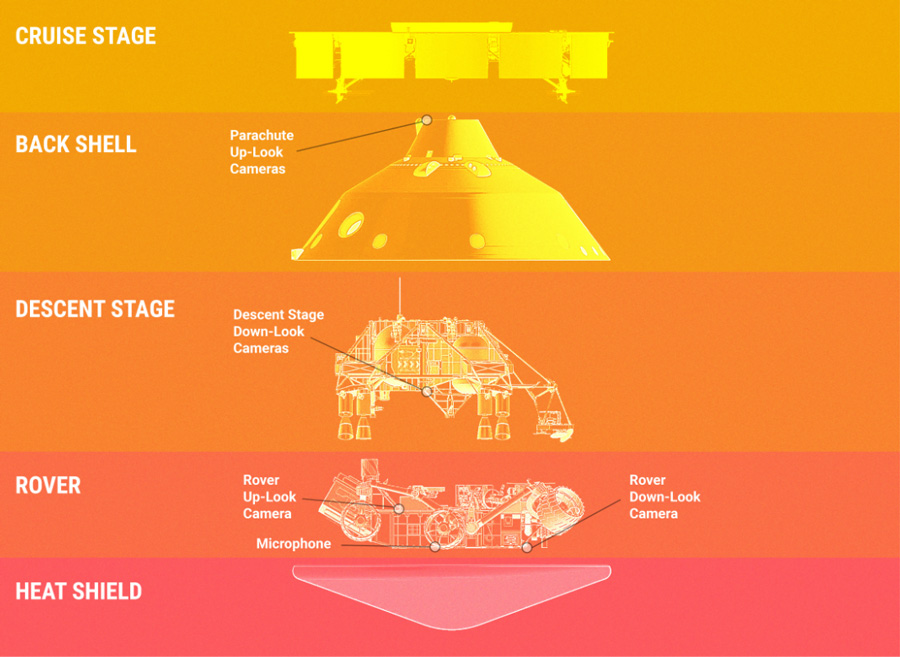 CRUISE STAGE
BACK SHELL
Parachute
Up-Look
Cameras
DESCENT STAGE
Descent Stage
Down-Look
Cameras
ROVER
Rover
Up-Look
Camera
Microphone
Rover
Down-Look
Camera
HEAT SHIELD